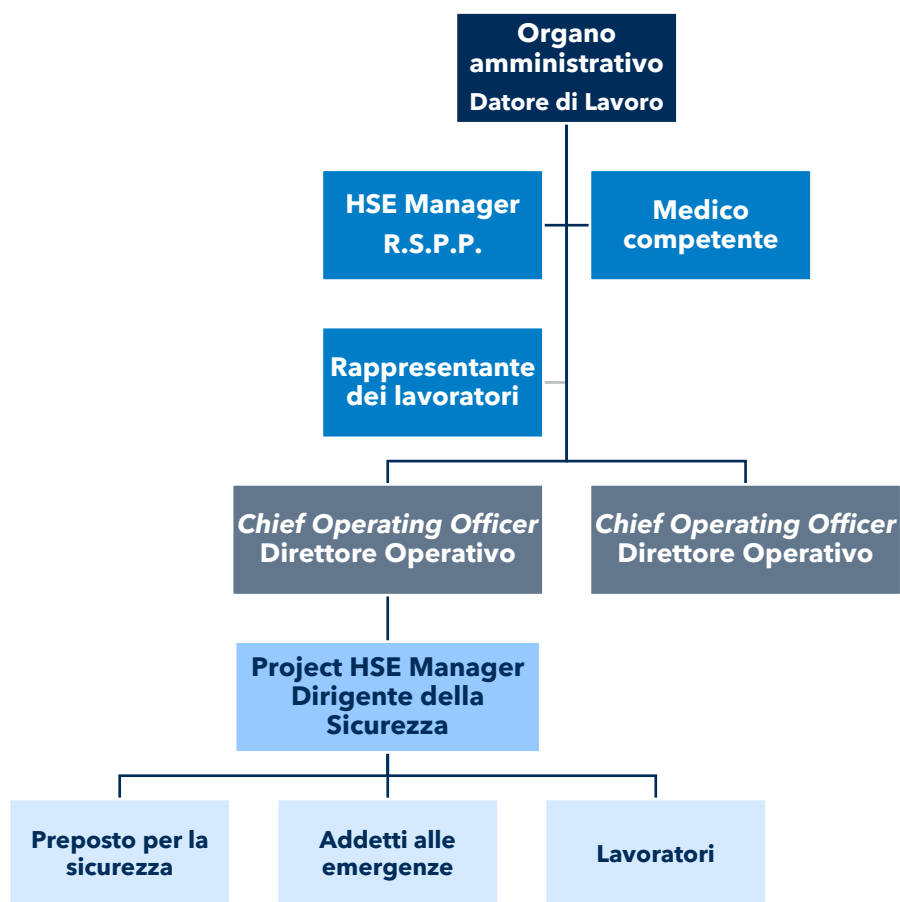 Organo
amministrativo
Datore di Lavoro
HSE Manager
R.S.P.P.
Medico
competente
Rappresentante
dei lavoratori
Chief Operating Officer
Direttore Operativo
Chief Operating Officer
Direttore Operativo
Project HSE Manager
Dirigente della
Sicurezza
Preposto per la
sicurezza
Addetti alle
emergenze
Lavoratori